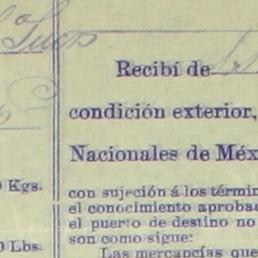 Recibí de
condición exterior,
Nacionales de Méx
Kgs.
con sujeción á los términ
el conocimiento aprobad
el puerto de destino no
son como sigue:
Lbs.
Las mercancías que